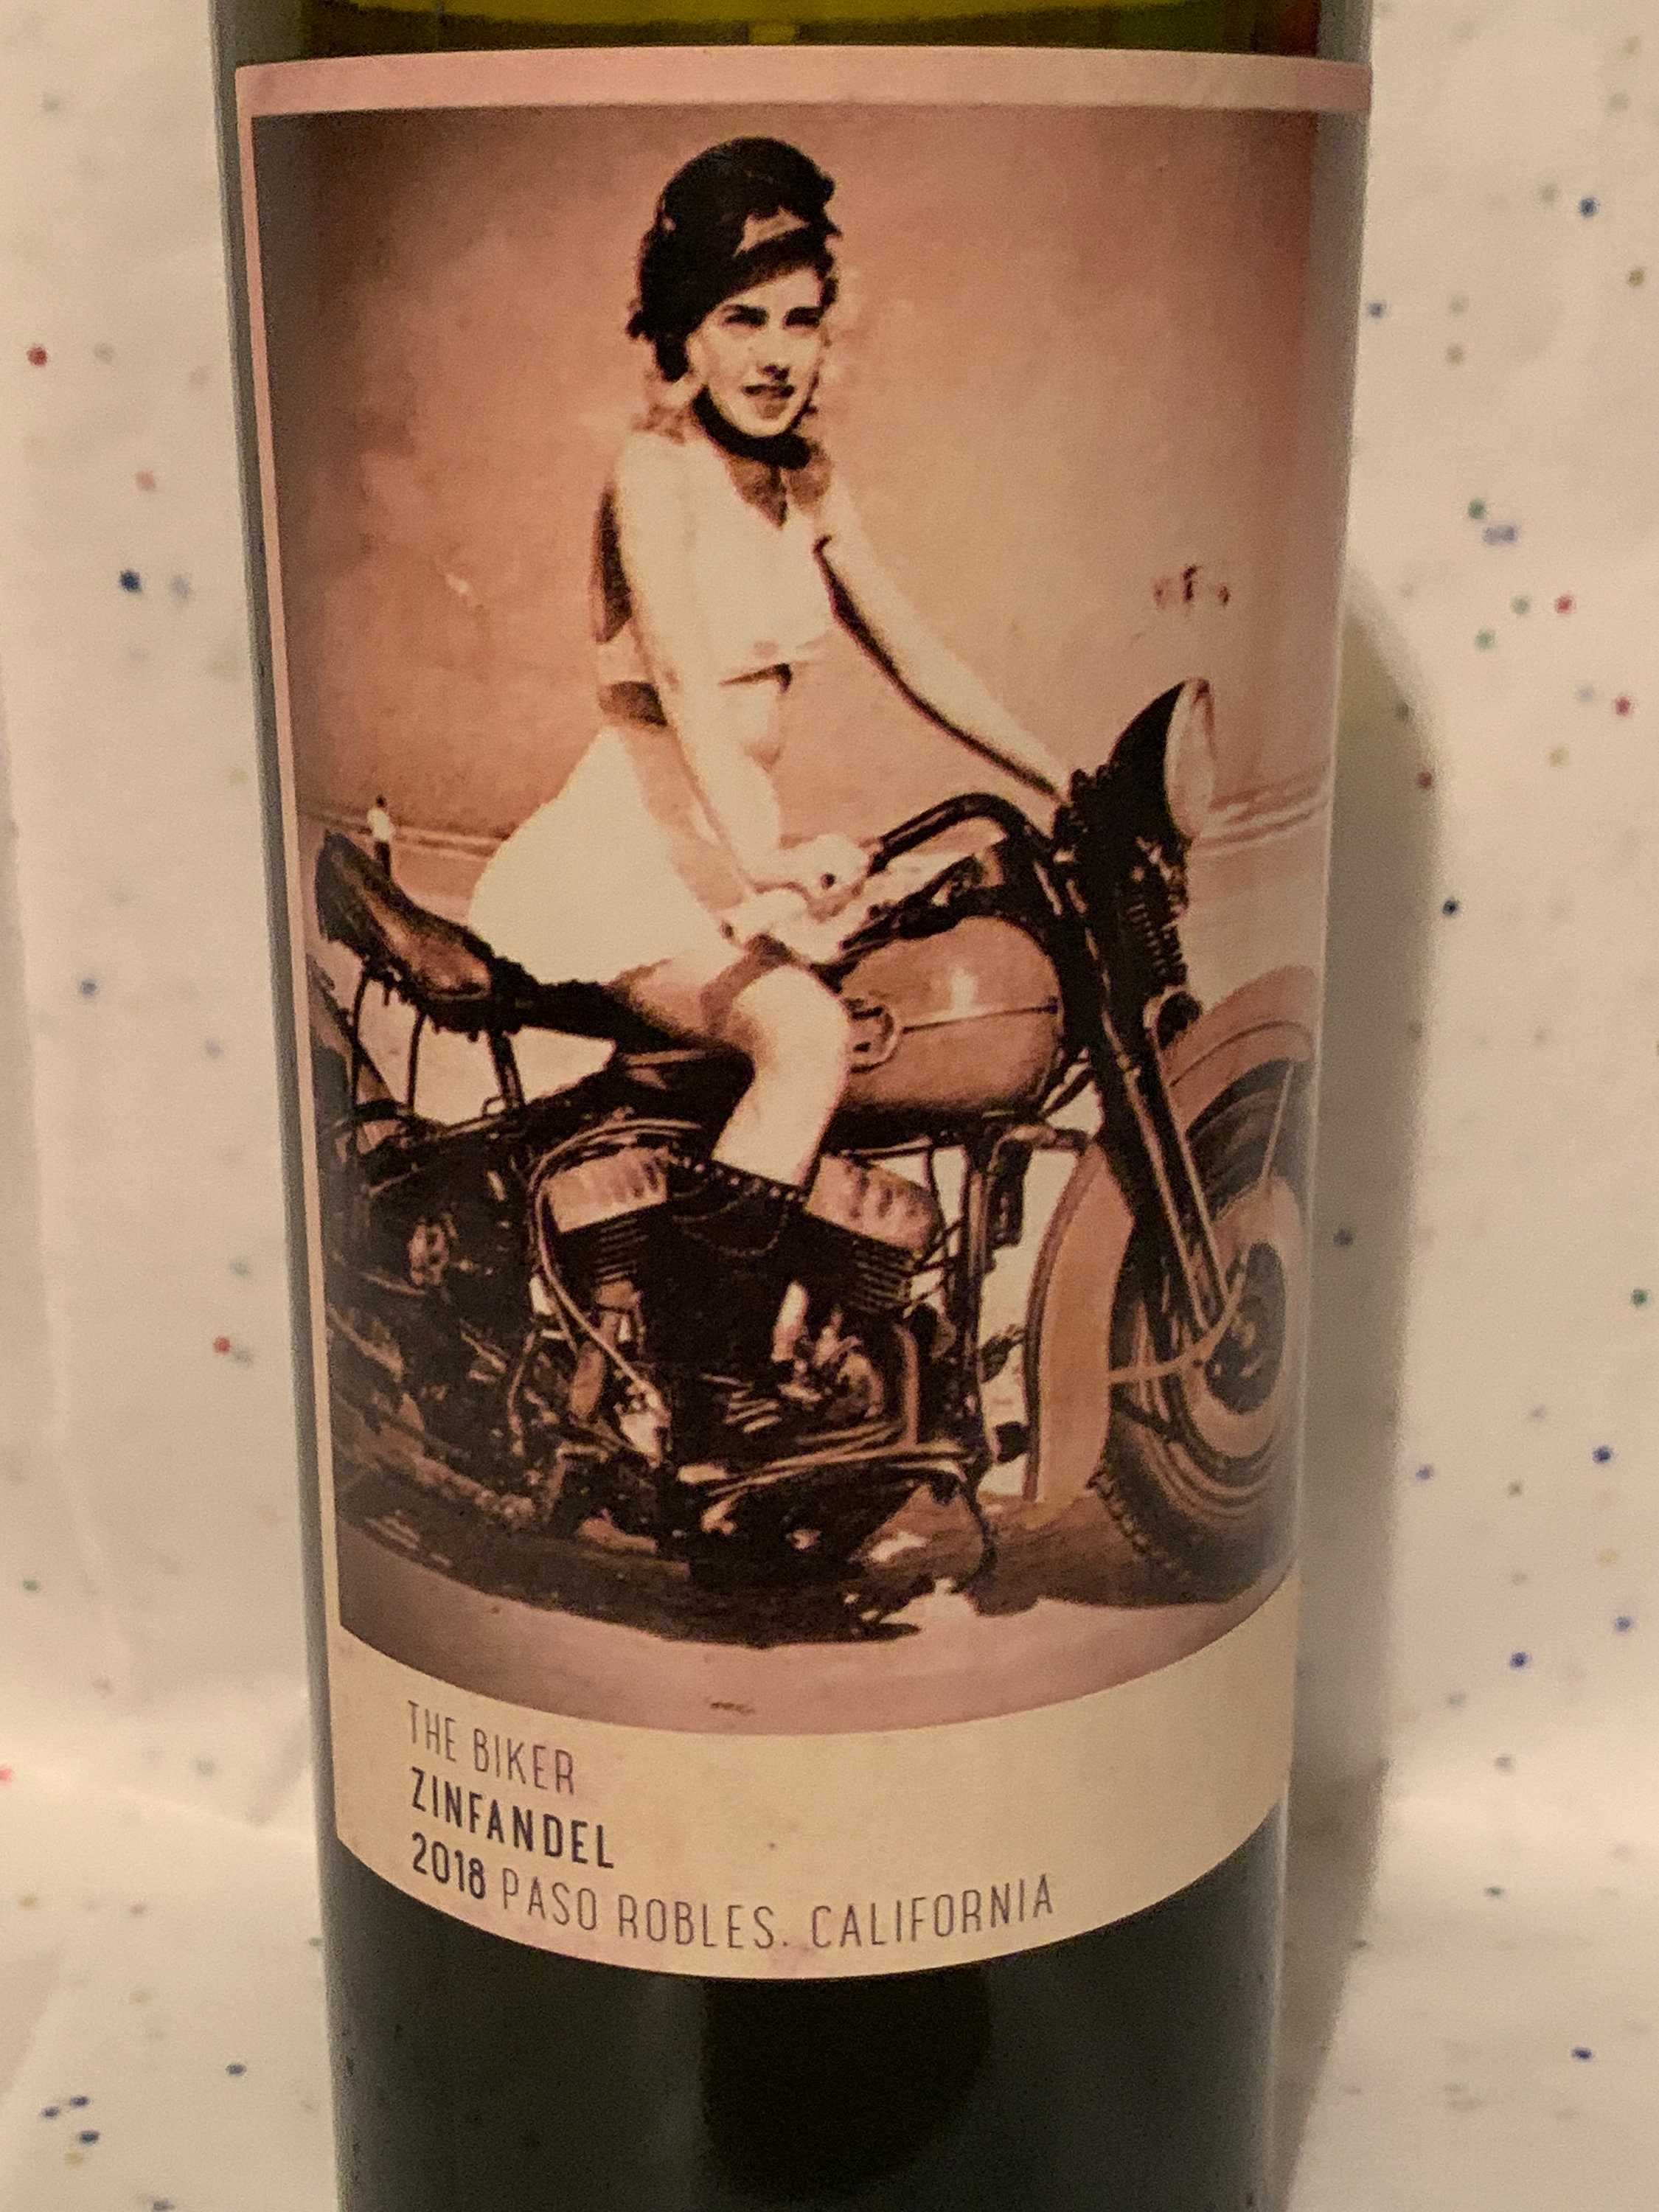 THE BIKER
ZINFANDEL
2018 PASO ROBLES. CALIFORNIA